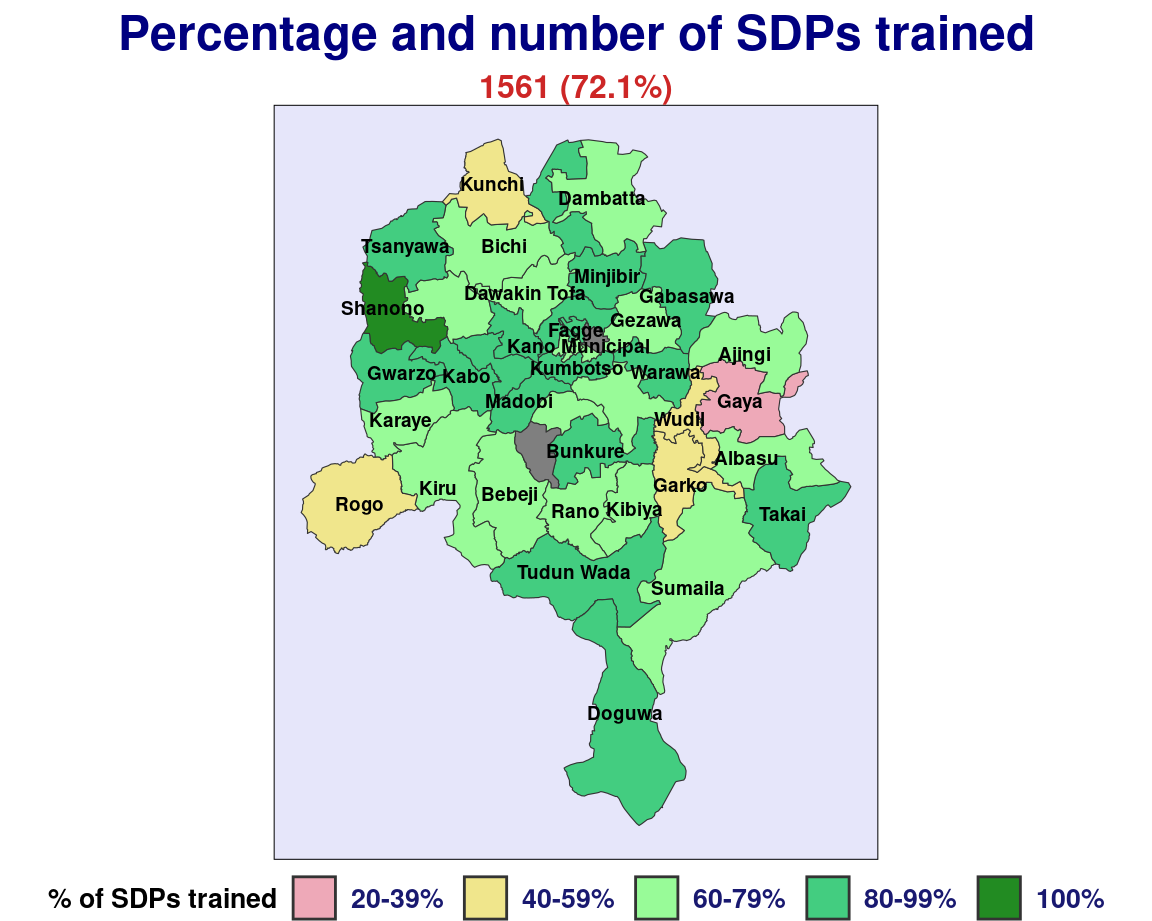 Percentage and number of SDPs trained
1561 (72.1%)
Kunchi
Dambatta
Tsanyawa
Bichi
Minjibir
Dawakin Tofa
Gabasawa
Shanono
Gezawa
Fagge
Kano Municipal
Ajingi
Kumbotso
Gwarzo
Kabo
Warawa
Madobi
Gaya
Karaye
Wudil
Bunkure
Albasu
Garko
Kiru
Bebeji
Rogo
Rano
Kibiya
Takai
Tudun Wada
Sumaila
Doguwa
% of SDPs trained 20-39% 40-59% 60-79% 80-99% 100%